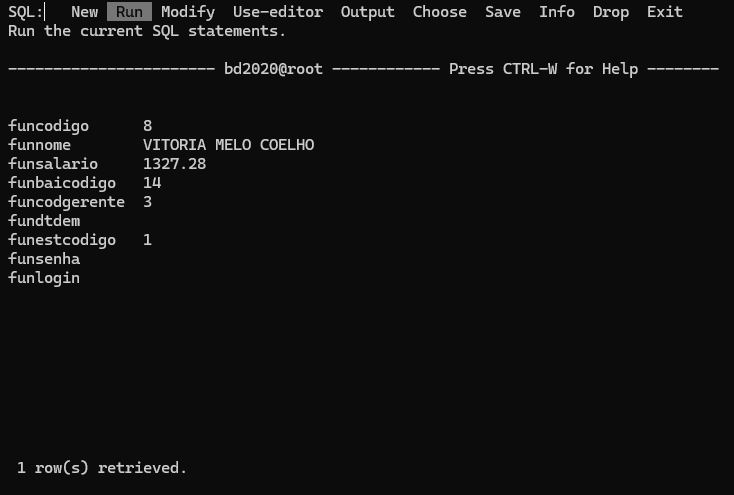 SQL:   New  Run  Modify  Use-editor  Output  Choose  Save  Info  Drop  Exit
Run the current SQL statements.
----------------------- bd2020@root ------------ Press CTRL-W for Help --------
funcodigo      8
funnome        VITORIA MELO COELHO
funsalario     1327.28
funbaicodigo   14
funcodgerente  3
fundtdem
funestcodigo   1
funsenha
funlogin
1 row(s) retrieved.